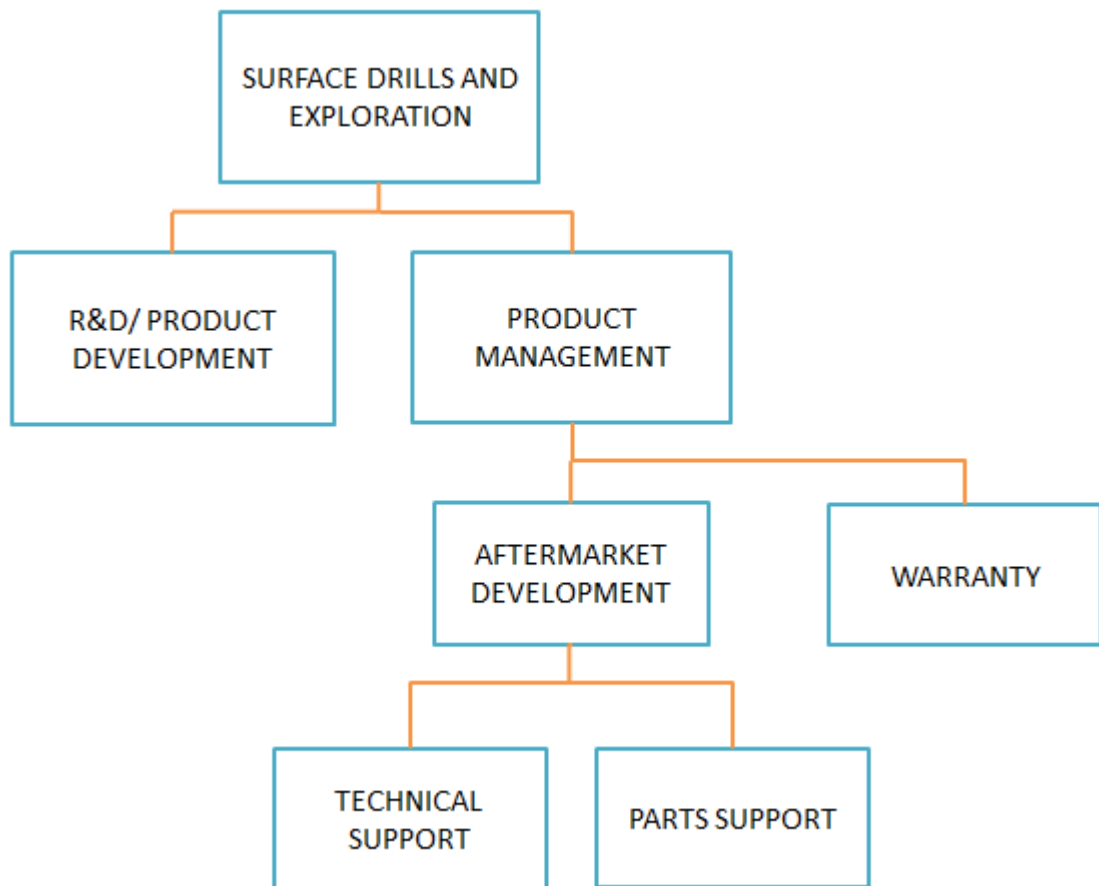 SURFACE DRILLS AND
EXPLORATION
R&D/ PRODUCT
DEVELOPMENT
PRODUCT
MANAGEMENT
AFTERMARKET
DEVELOPMENT
WARRANTY
TECHNICAL
SUPPORT
PARTS SUPPORT